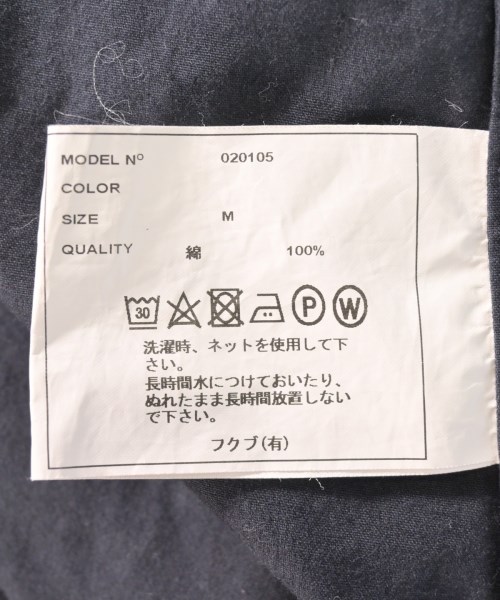 MODEL Nº 020105
COLOR
SIZE M
QUALITY 綿 100%
30 P W
洗濯時、ネットを使用して下
さい。
長時間水につけておいたり、
ぬれたまま長時間放置しない
で下さい。
フクブ(有)